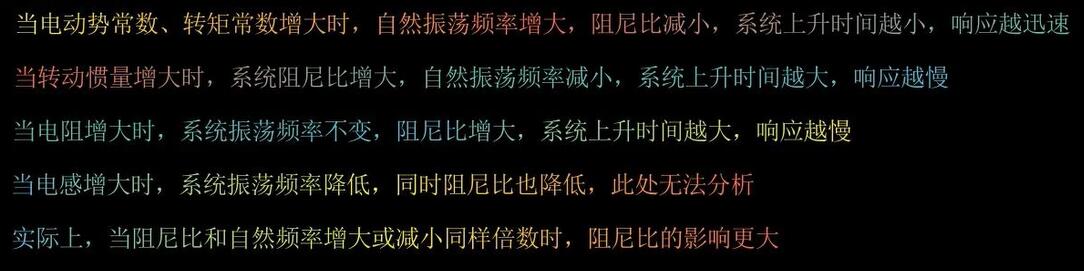 当电动势常数、转矩常数增大时，自然振荡频率增大，阻尼比减小，系统上升时间越小，响应越迅速
当转动惯量增大时，系统阻尼比增大，自然振荡频率减小，系统上升时间越大，响应越慢
当电阻增大时，系统振荡频率不变，阻尼比增大，系统上升时间越大，响应越慢
当电感增大时，系统振荡频率降低，同时阻尼比也降低，此处无法分析
实际上，当阻尼比和自然频率增大或减小同样倍数时，阻尼比的影响更大